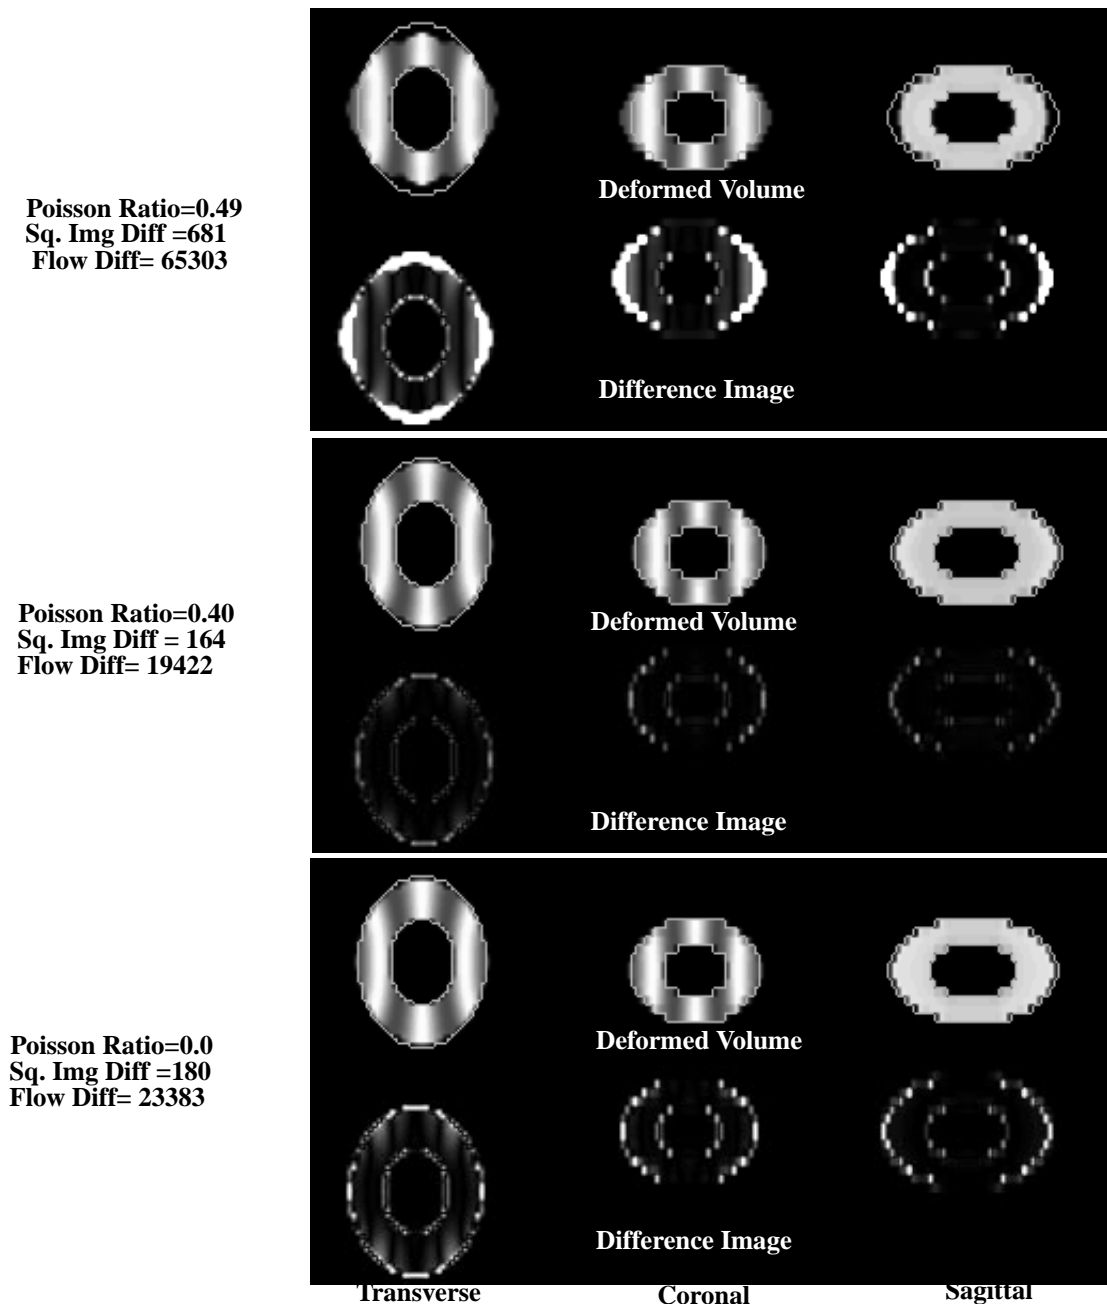 Deformed Volume
Poisson Ratio=0.49
Sq. Img Diff =681
Flow Diff= 65303
Difference Image
Poisson Ratio=0.40
Sq. Img Diff = 164
Flow Diff= 19422
Deformed Volume
Difference Image
Poisson Ratio=0.0
Sq. Img Diff =180
Flow Diff= 23383
Deformed Volume
Difference Image
Transverse
Coronal
Sagittal